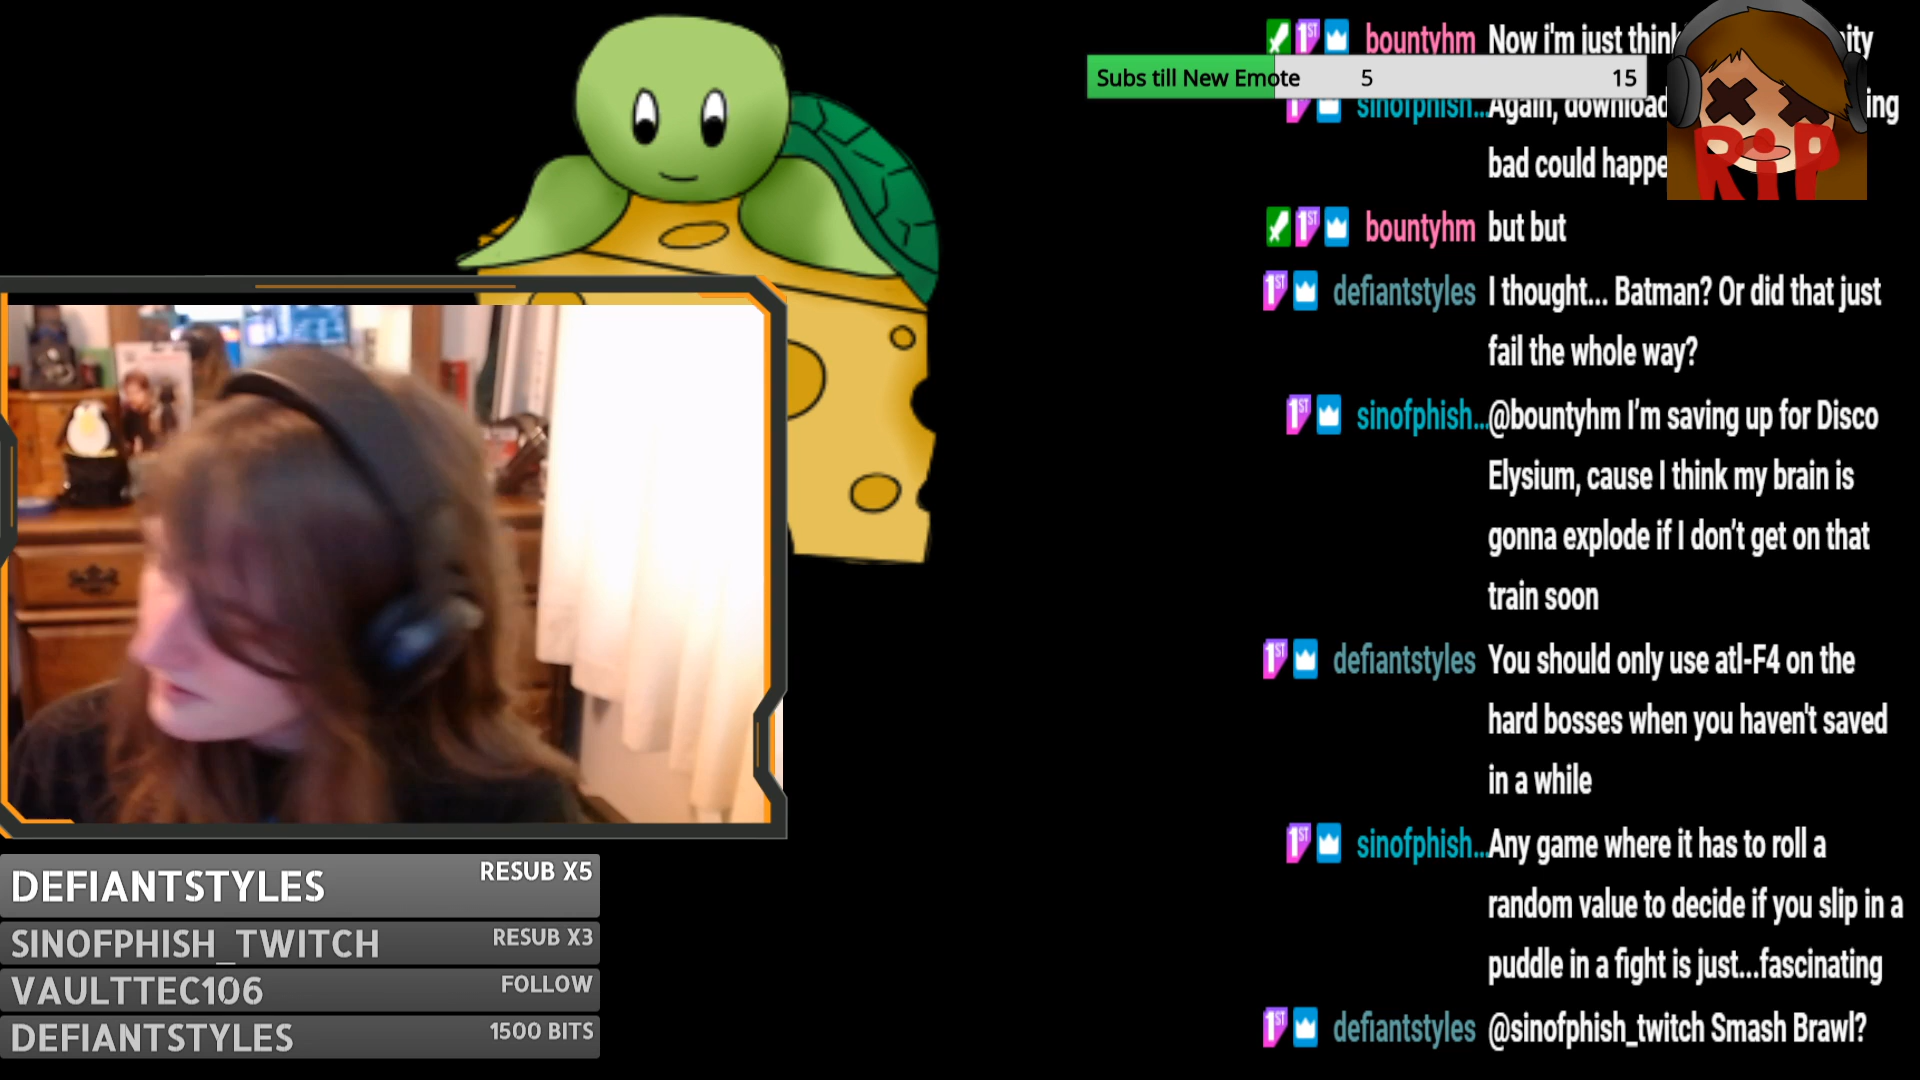 bountyhm Now i'm just think ity
Subs till New Emote 5 15
sinofphish... Again, download ing
bad could happe
RiP
bountyhm but but
defiantstyles I thought... Batman? Or did that just
fail the whole way?
sinofphish... @bountyhm I'm saving up for Disco
Elysium, cause I think my brain is
gonna explode if I don't get on that
train soon
defiantstyles You should only use atl-F4 on the
hard bosses when you haven't saved
in a while
sinofphish... Any game where it has to roll a
random value to decide if you slip in a
puddle in a fight is just...fascinating
defiantstyles @sinofphish_twitch Smash Brawl?
DEFIANTSTYLES RESUB X5
SINOFPHISH_TWITCH RESUB X3
VAULTTEC106 FOLLOW
DEFIANTSTYLES 1500 BITS